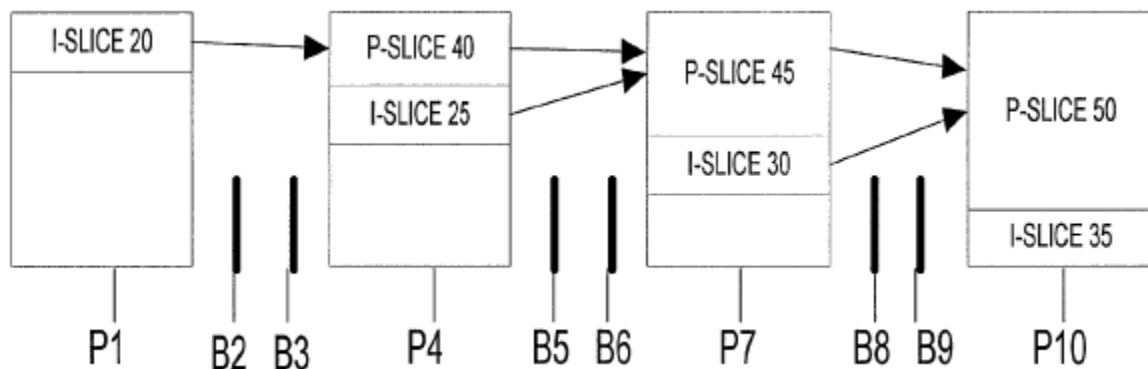 I-SLICE 20
P-SLICE 40
I-SLICE 25
P-SLICE 45
I-SLICE 30
P-SLICE 50
I-SLICE 35
P1
B2
B3
P4
B5
B6
P7
B8
B9
P10